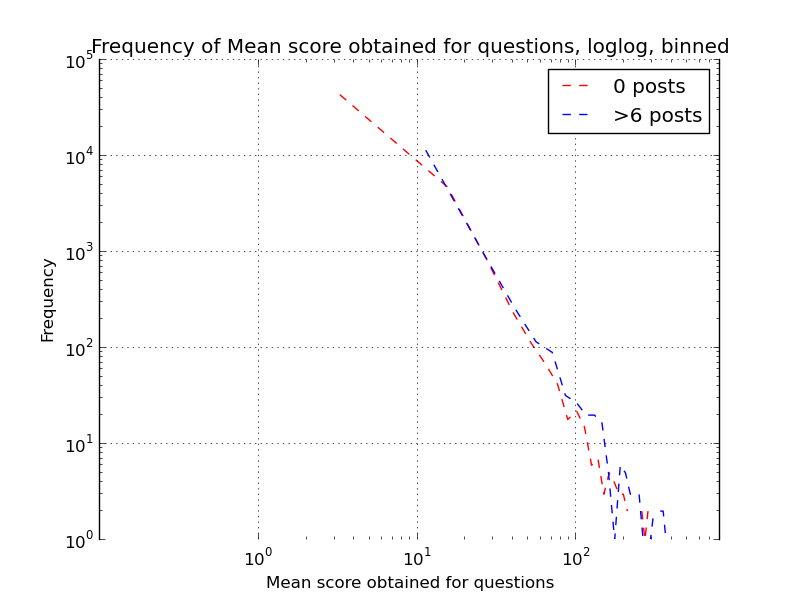 Frequency of Mean score obtained for questions, loglog, binned
0 posts
>6 posts
10^5
10^4
10^3
10^2
10^1
10^0
Frequency
10^0 10^1 10^2
Mean score obtained for questions